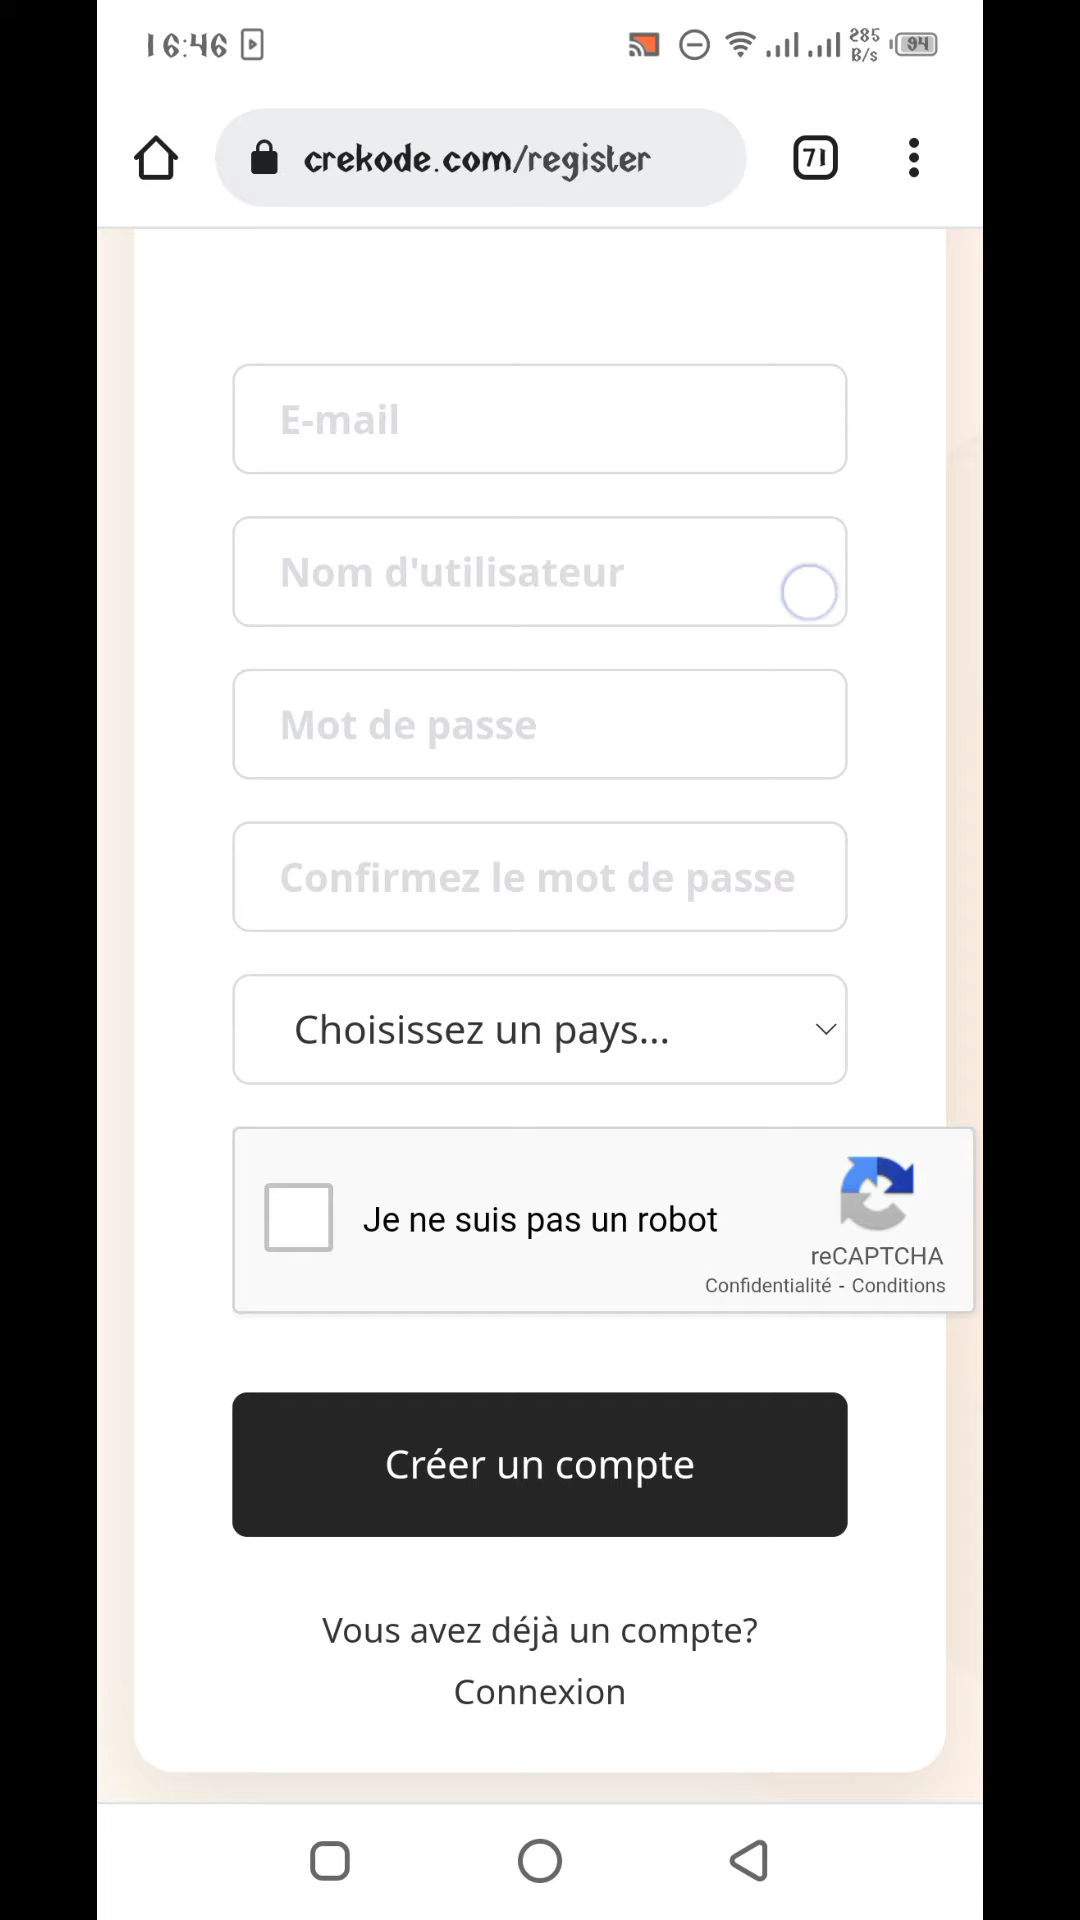 16:46
285
B/s
94
crekode.com/register
71
E-mail
Nom d'utilisateur
Mot de passe
Confirmez le mot de passe
Choisissez un pays...
Je ne suis pas un robot
reCAPTCHA
Confidentialité - Conditions
Créer un compte
Vous avez déjà un compte?
Connexion